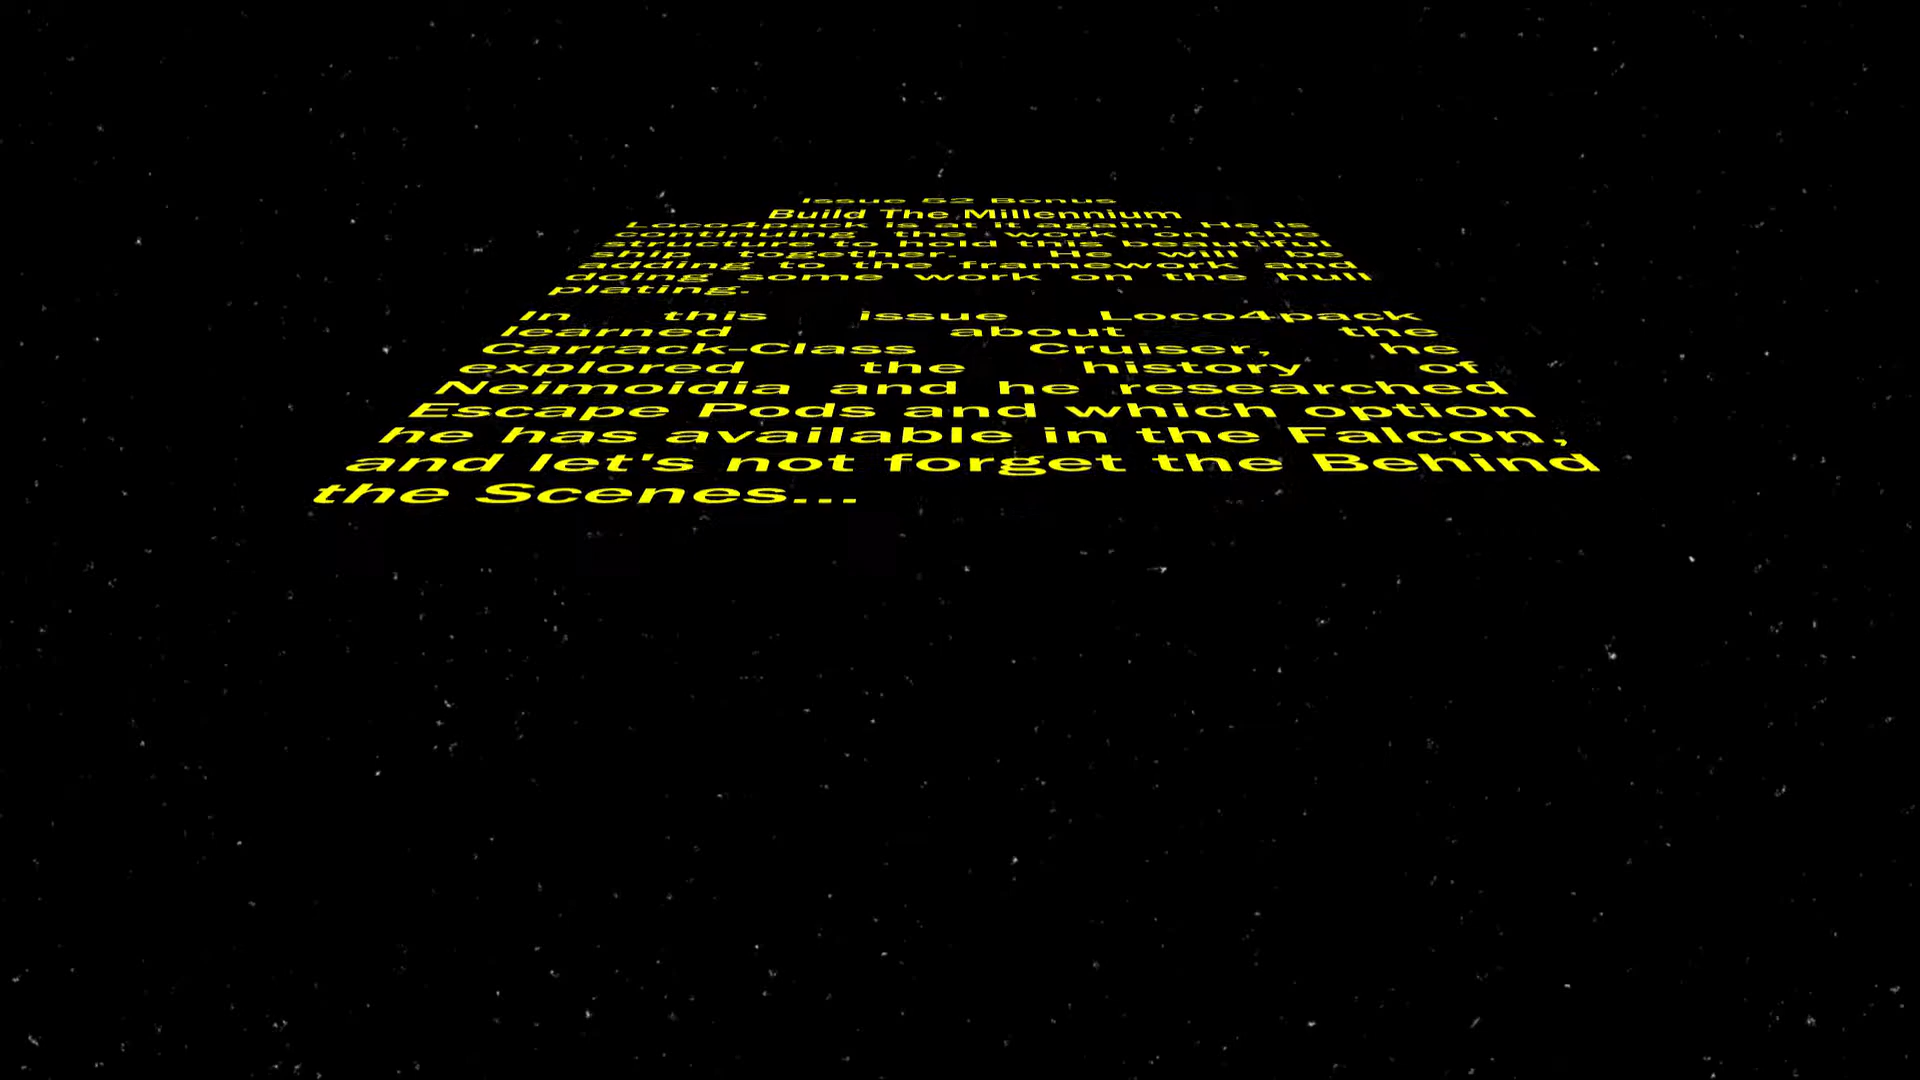 Issue 52 Bonus
Build The Millennium
Loco4pack is at it again. He is
continuing the work on the
structure to hold this beautiful
ship together. He will be
adding to the framework and
doing some work on the hull
plating.
In this issue Loco4pack
learned about the
Carrack-Class Cruiser, he
explored the history of
Neimoidia and he researched
Escape Pods and which option
he has available in the Falcon,
and let's not forget the Behind
the Scenes...